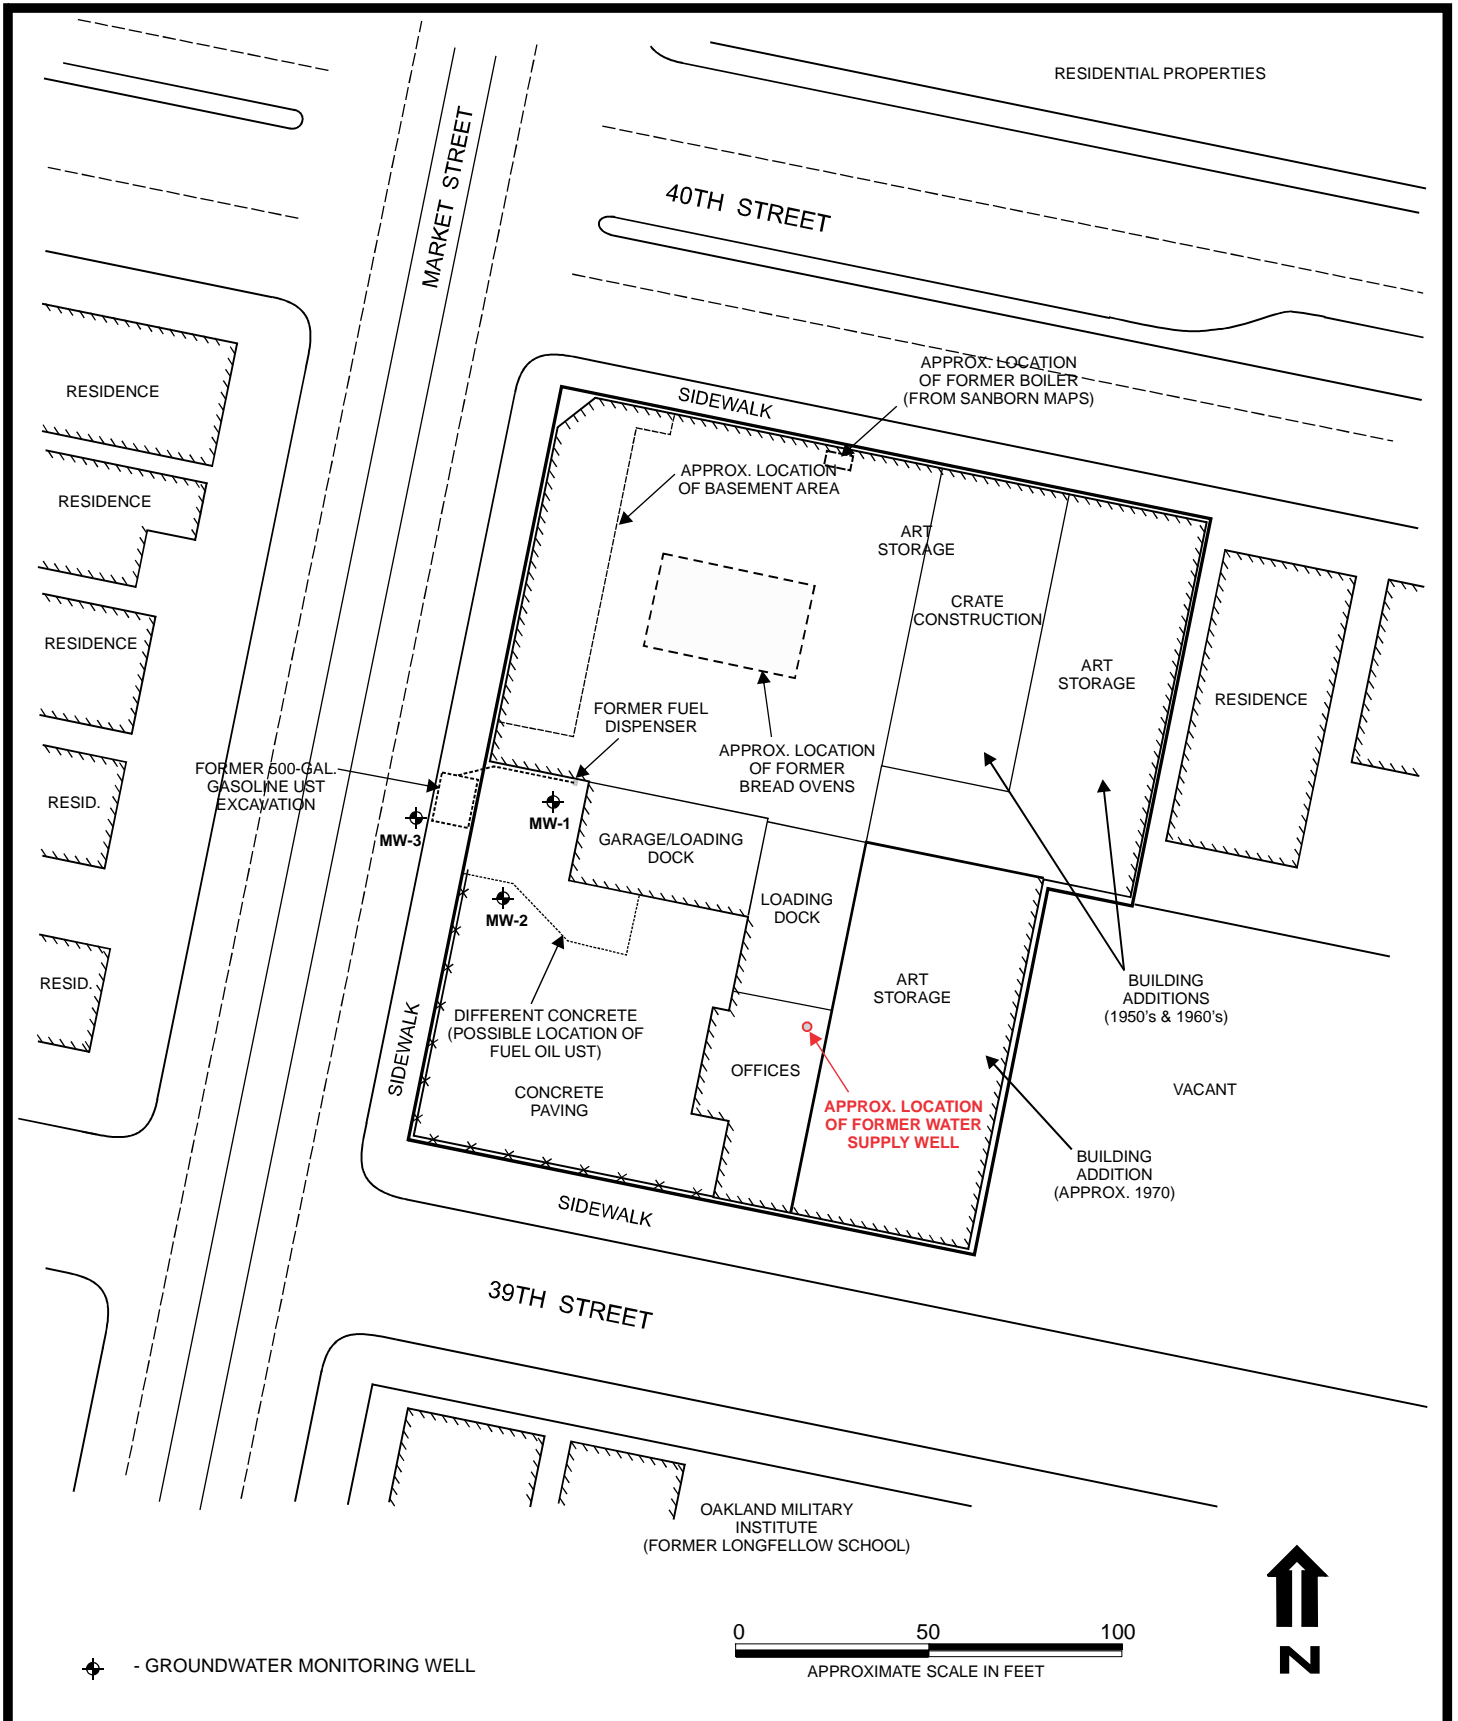 RESIDENTIAL PROPERTIES
MARKET STREET
40TH STREET
APPROX. LOCATION
OF FORMER BOILER
(FROM SANBORN MAPS)
SIDEWALK
RESIDENCE
APPROX. LOCATION
OF BASEMENT AREA
RESIDENCE
ART
STORAGE
CRATE
CONSTRUCTION
RESIDENCE
ART
STORAGE
RESIDENCE
FORMER FUEL
DISPENSER
APPROX. LOCATION
OF FORMER
BREAD OVENS
FORMER 500-GAL.
GASOLINE UST
EXCAVATION
RESID.
MW-1
MW-3
GARAGE/LOADING
DOCK
LOADING
DOCK
MW-2
RESID.
ART
STORAGE
BUILDING
ADDITIONS
(1950's & 1960's)
DIFFERENT CONCRETE
(POSSIBLE LOCATION OF
FUEL OIL UST)
SIDEWALK
OFFICES
CONCRETE
PAVING
VACANT
APPROX. LOCATION
OF FORMER WATER
SUPPLY WELL
BUILDING
ADDITION
(APPROX. 1970)
SIDEWALK
39TH STREET
OAKLAND MILITARY
INSTITUTE
(FORMER LONGFELLOW SCHOOL)
0 50 100
APPROXIMATE SCALE IN FEET
N
- GROUNDWATER MONITORING WELL